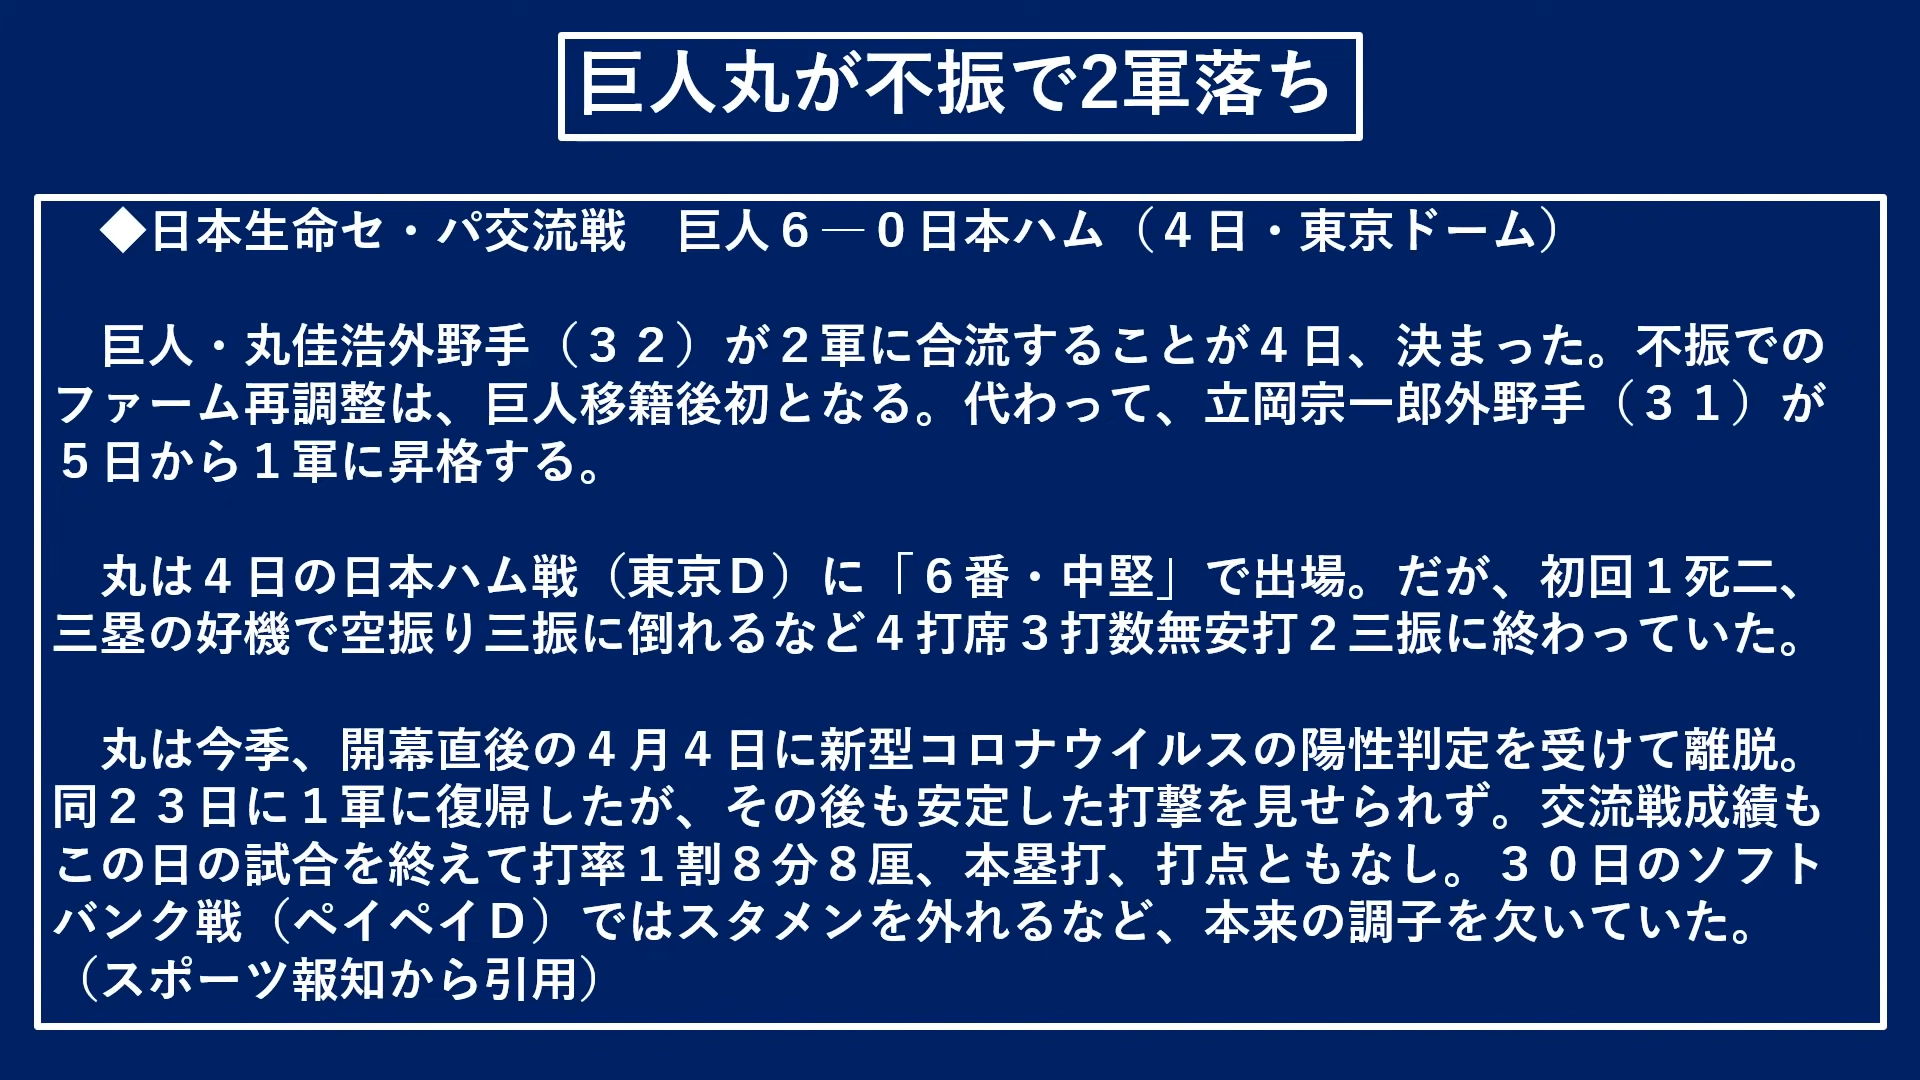 巨人丸が不振で2軍落ち
◆日本生命セ・パ交流戦　巨人６―０日本ハム（４日・東京ドーム）
巨人・丸佳浩外野手（３２）が２軍に合流することが４日、決まった。不振での
ファーム再調整は、巨人移籍後初となる。代わって、立岡宗一郎外野手（３１）が
５日から１軍に昇格する。
丸は４日の日本ハム戦（東京Ｄ）に「６番・中堅」で出場。だが、初回１死二、
三塁の好機で空振り三振に倒れるなど４打席３打数無安打２三振に終わっていた。
丸は今季、開幕直後の４月４日に新型コロナウイルスの陽性判定を受けて離脱。
同２３日に１軍に復帰したが、その後も安定した打撃を見せられず。交流戦成績も
この日の試合を終えて打率１割８分８厘、本塁打、打点ともなし。３０日のソフト
バンク戦（ペイペイＤ）ではスタメンを外れるなど、本来の調子を欠いていた。
（スポーツ報知から引用）